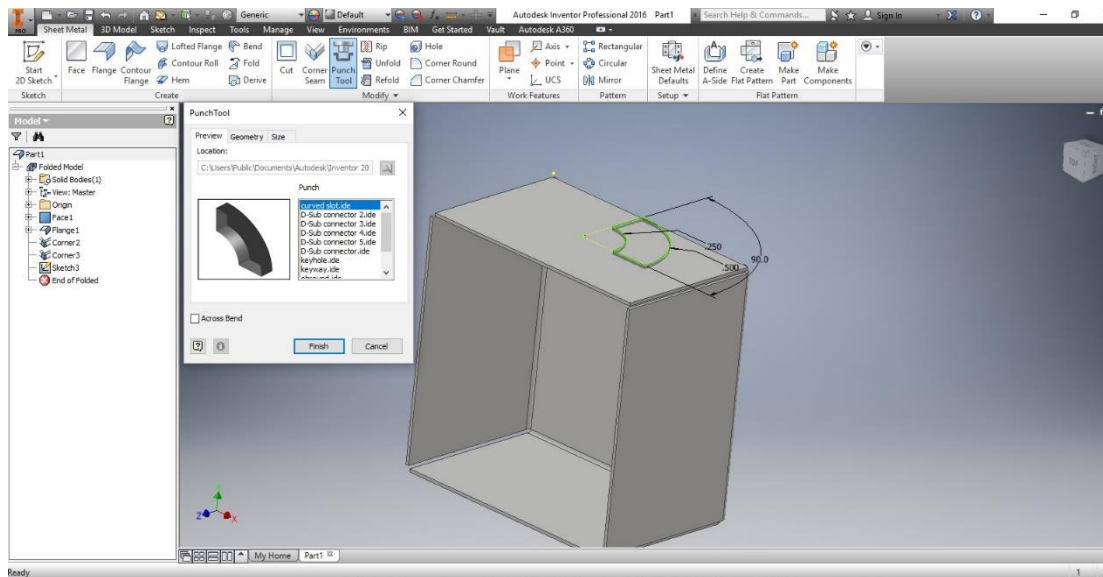 Generic
Default
Autodesk Inventor Professional 2016 Part1
Search Help & Commands...
Sign In
PRO
Sheet Metal 3D Model Sketch Inspect Tools Manage View Environments BIM Get Started Vault Autodesk A360
Start
2D Sketch
Face Flange Contour
Flange
Lofted Flange
Contour Roll
Hem
Bend
Fold
Derive
Cut Corner
Seam
Punch
Tool
Rip
Unfold
Refold
Hole
Corner Round
Corner Chamfer
Plane
Axis
Point
UCS
Rectangular
Circular
Mirror
Sheet Metal
Defaults
Define
A-Side
Create
Flat Pattern
Make
Part
Make
Components
Sketch Create Modify Work Features Pattern Setup Flat Pattern
Model
Part1
Folded Model
Solid Bodies(1)
View: Master
Origin
Face1
Flange1
Corner2
Corner3
Sketch3
End of Folded
PunchTool
Preview Geometry Size
Location:
C:\Users\Public\Documents\Autodesk\Inventor 20
Punch
curved slot.ide
D-Sub connector 2.ide
D-Sub connector 3.ide
D-Sub connector 4.ide
D-Sub connector 5.ide
D-Sub connector.ide
keyhole.ide
keyway.ide
Across Bend
Finish Cancel
.250
.500
90.0
TOP
Y
Z
X
My Home Part1
Ready
1